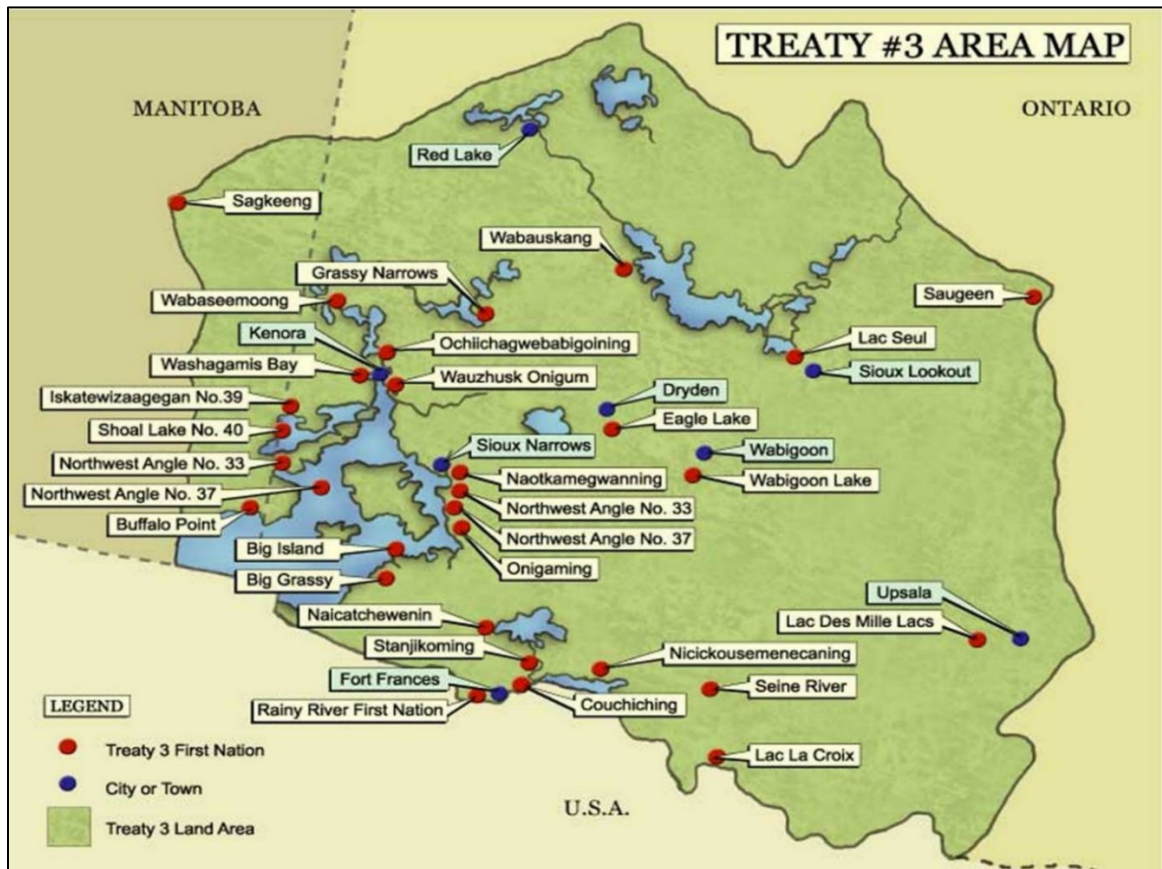 TREATY #3 AREA MAP
MANITOBA
ONTARIO
Red Lake
Sagkeeng
Wabauskang
Grassy Narrows
Wabaseemoong
Saugeen
Kenora
Ochiichagwebabigoining
Lac Seul
Washagamis Bay
Wauzhusk Onigum
Sioux Lookout
Iskatewizaagegan No.39
Dryden
Eagle Lake
Shoal Lake No. 40
Sioux Narrows
Wabigoon
Northwest Angle No. 33
Naotkamegwanning
Wabigoon Lake
Northwest Angle No. 37
Northwest Angle No. 33
Buffalo Point
Northwest Angle No. 37
Big Island
Onigaming
Big Grassy
Upsala
Naicatchewenin
Lac Des Mille Lacs
Stanjikoming
Nicickousemenecaning
Fort Frances
Seine River
Rainy River First Nation
Couchiching
Lac La Croix
LEGEND
Treaty 3 First Nation
City or Town
Treaty 3 Land Area
U.S.A.